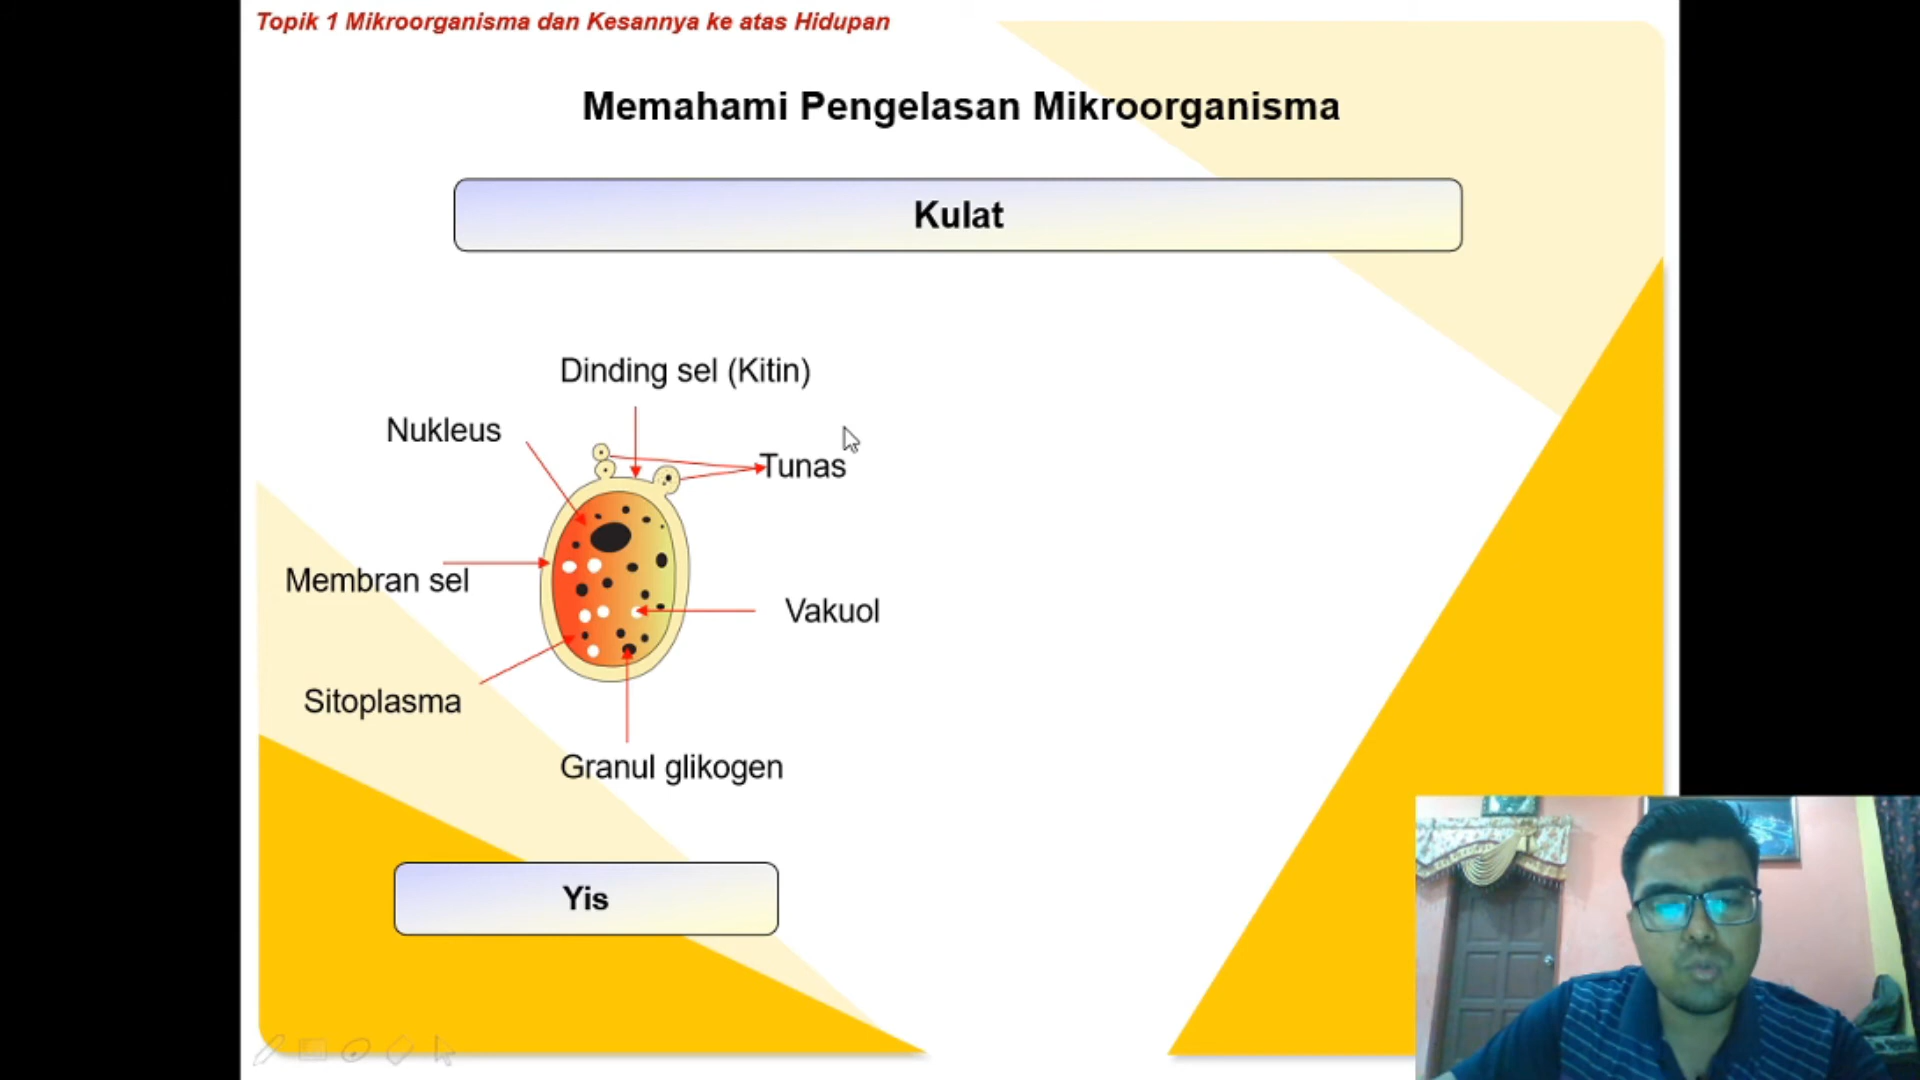 Topik 1 Mikroorganisma dan Kesannya ke atas Hidupan
Memahami Pengelasan Mikroorganisma
Kulat
Dinding sel (Kitin)
Nukleus
Tunas
Membran sel
Vakuol
Sitoplasma
Granul glikogen
Yis